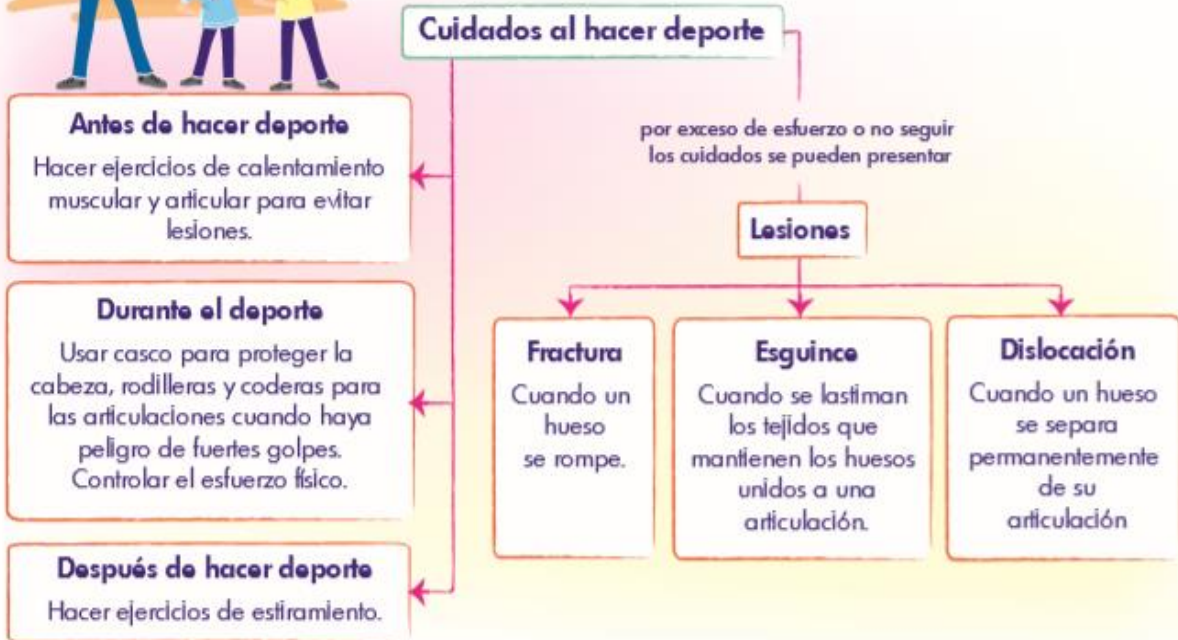 Cuidados al hacer deporte
Antes de hacer deporte
Hacer ejercicios de calentamiento
muscular y articular para evitar
lesiones.
Durante el deporte
Usar casco para proteger la
cabeza, rodilleras y coderas para
las articulaciones cuando haya
peligro de fuertes golpes.
Controlar el esfuerzo físico.
Después de hacer deporte
Hacer ejercicios de estiramiento.
por exceso de esfuerzo o no seguir
los cuidados se pueden presentar
Lesiones
Fractura
Cuando un
hueso
se rompe.
Esguince
Cuando se lastiman
los tejidos que
mantienen los huesos
unidos a una
articulación.
Dislocación
Cuando un hueso
se separa
permanentemente
de su
articulación